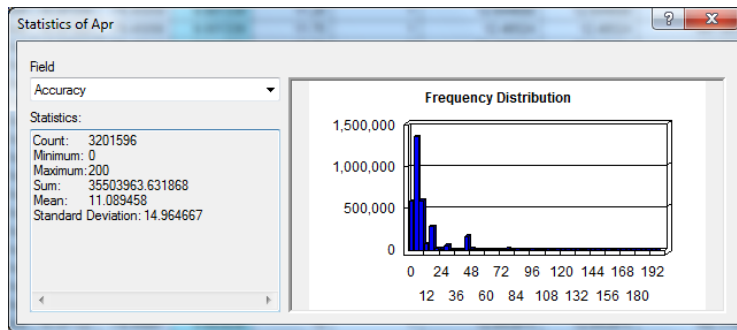 Statistics of Apr
Field
Accuracy
Statistics:
Count: 3201596
Minimum: 0
Maximum: 200
Sum: 35503963.631868
Mean: 11.089458
Standard Deviation: 14.964667
Frequency Distribution
1,500,000
1,000,000
500,000
0
0 24 48 72 96 120 144 168 192
12 36 60 84 108 132 156 180